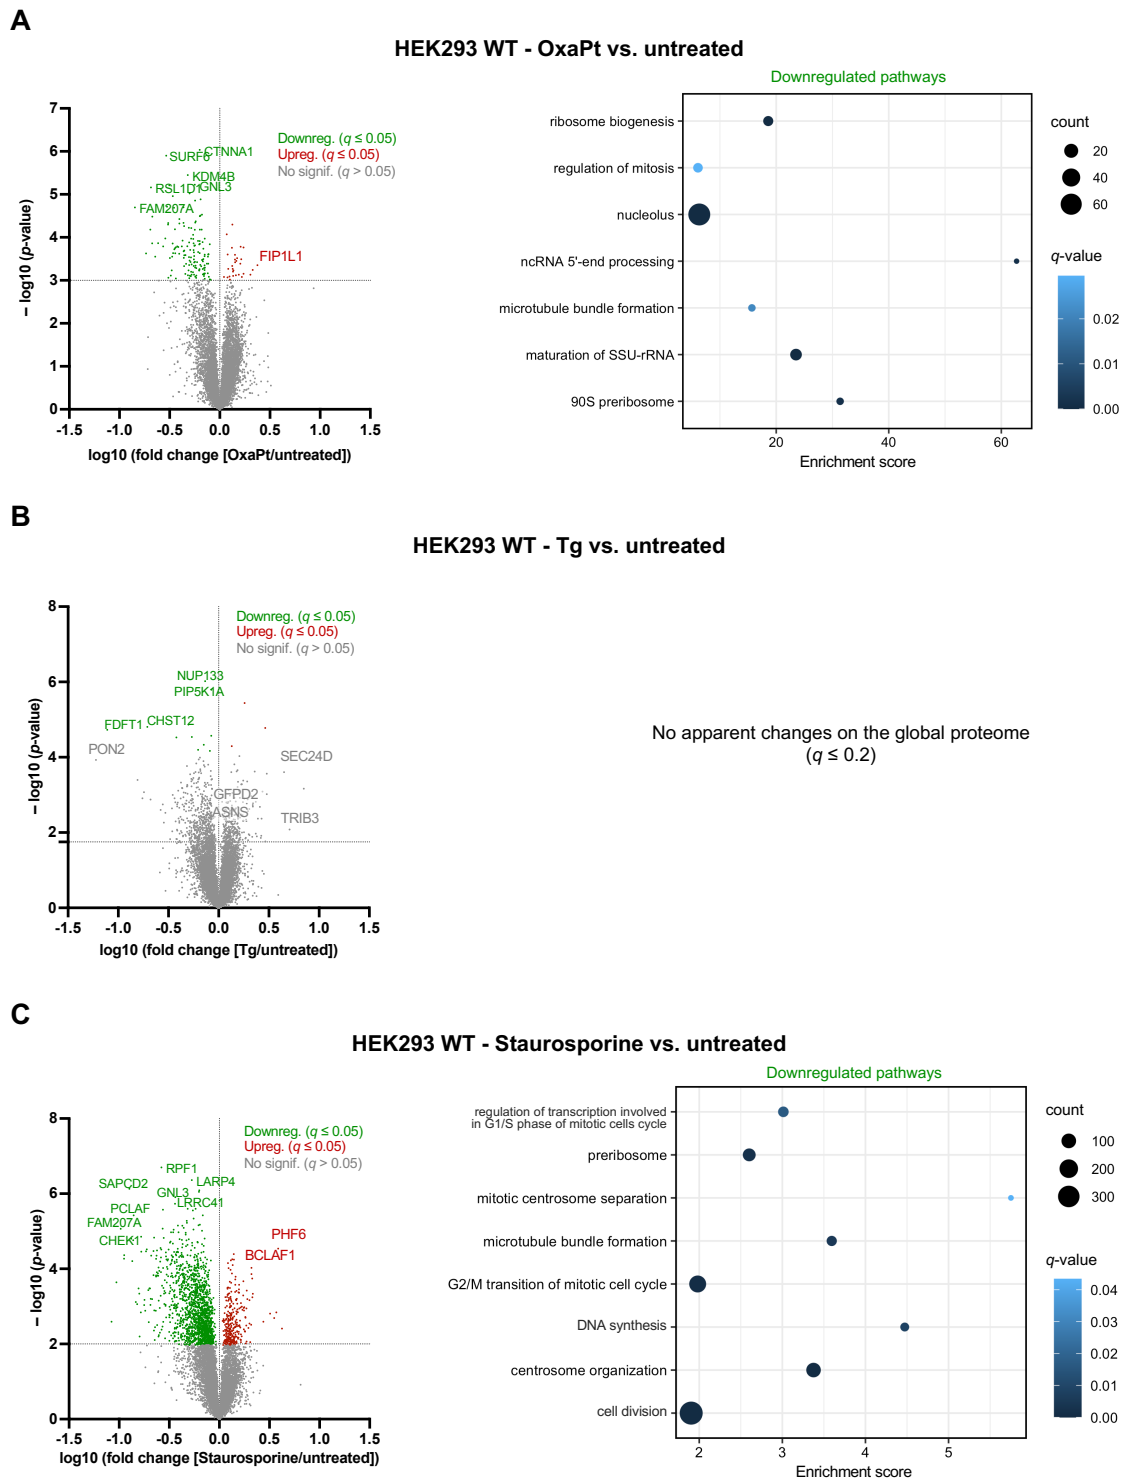 A
HEK293 WT - OxaPt vs. untreated
Downregulated pathways
7
6
5
4
3
2
1
0
-1.5 -1.0 -0.5 0.0 0.5 1.0 1.5
– log10 (p-value)
log10 (fold change [OxaPt/untreated])
Downreg. (q ≤ 0.05)
Upreg. (q ≤ 0.05)
No signif. (q > 0.05)
CTNNA1
SURF6
KDM4B
RSL1D1
GNL3
FAM207A
FIP1L1
ribosome biogenesis
regulation of mitosis
nucleolus
ncRNA 5'-end processing
microtubule bundle formation
maturation of SSU-rRNA
90S preribosome
20 40 60
Enrichment score
count
20
40
60
q-value
0.02
0.01
0.00
B
HEK293 WT - Tg vs. untreated
8
6
4
2
0
-1.5 -1.0 -0.5 0.0 0.5 1.0 1.5
– log10 (p-value)
log10 (fold change [Tg/untreated])
Downreg. (q ≤ 0.05)
Upreg. (q ≤ 0.05)
No signif. (q > 0.05)
NUP133
PIP5K1A
FDFT1
CHST12
PON2
SEC24D
GFPD2
ASNS
TRIB3
No apparent changes on the global proteome
(q ≤ 0.2)
C
HEK293 WT - Staurosporine vs. untreated
Downregulated pathways
8
6
4
2
0
-1.5 -1.0 -0.5 0.0 0.5 1.0 1.5
– log10 (p-value)
log10 (fold change [Staurosporine/untreated])
Downreg. (q ≤ 0.05)
Upreg. (q ≤ 0.05)
No signif. (q > 0.05)
RPF1
SAPCD2
LARP4
GNL3
LRRC41
PCLAF
FAM207A
CHEK1
PHF6
BCLAF1
regulation of transcription involved
in G1/S phase of mitotic cells cycle
preribosome
mitotic centrosome separation
microtubule bundle formation
G2/M transition of mitotic cell cycle
DNA synthesis
centrosome organization
cell division
2 3 4 5
Enrichment score
count
100
200
300
q-value
0.04
0.03
0.02
0.01
0.00